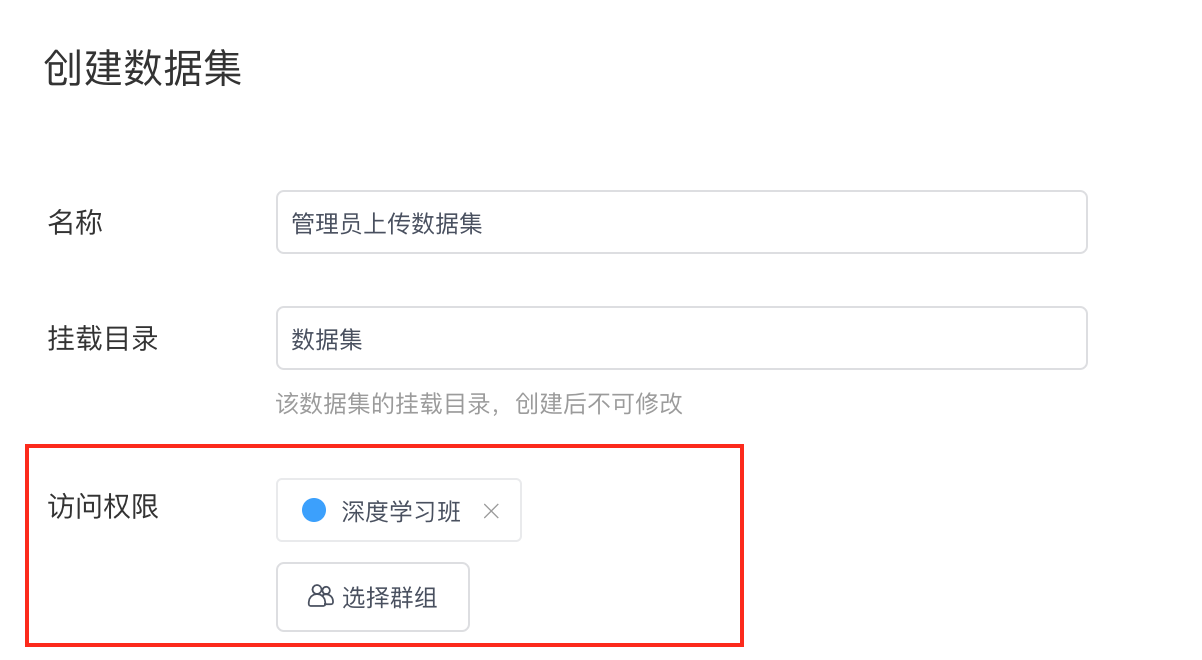 创建数据集
名称
管理员上传数据集
挂载目录
数据集
该数据集的挂载目录，创建后不可修改
访问权限
深度学习班
选择群组